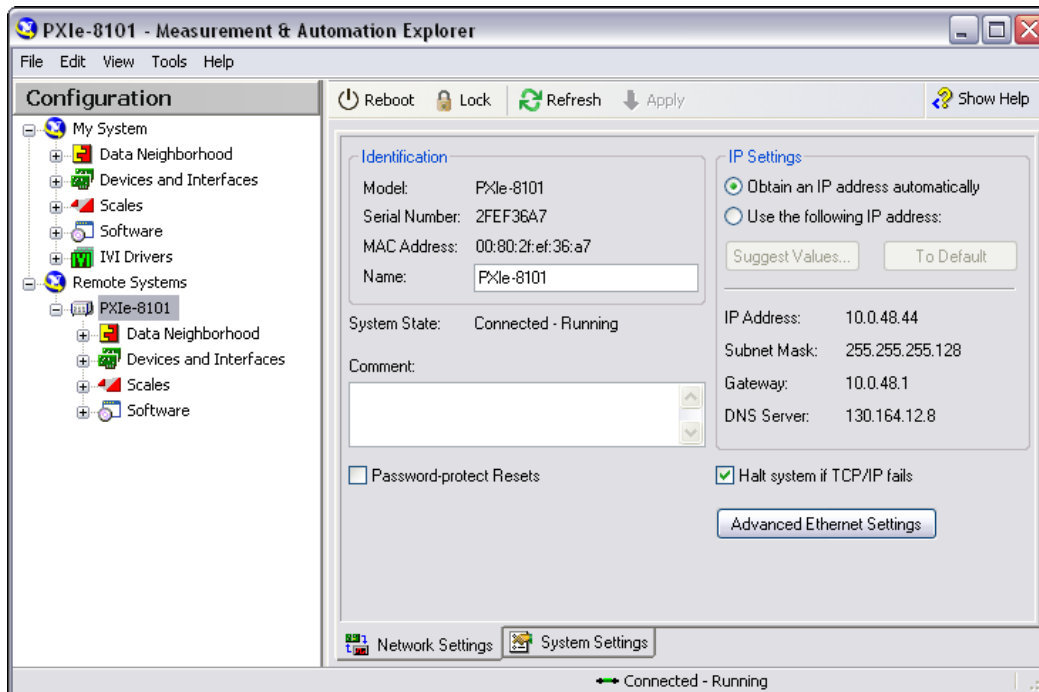 PXIe-8101 - Measurement & Automation Explorer
File Edit View Tools Help
Configuration
My System
Data Neighborhood
Devices and Interfaces
Scales
Software
IVI Drivers
Remote Systems
PXIe-8101
Data Neighborhood
Devices and Interfaces
Scales
Software
Reboot Lock Refresh Apply Show Help
Identification
Model: PXIe-8101
Serial Number: 2FEF36A7
MAC Address: 00:80:2f:ef:36:a7
Name: PXIe-8101
System State: Connected - Running
Comment:
Password-protect Resets
IP Settings
Obtain an IP address automatically
Use the following IP address:
Suggest Values... To Default
IP Address: 10.0.48.44
Subnet Mask: 255.255.255.128
Gateway: 10.0.48.1
DNS Server: 130.164.12.8
Halt system if TCP/IP fails
Advanced Ethernet Settings
Network Settings System Settings
Connected - Running